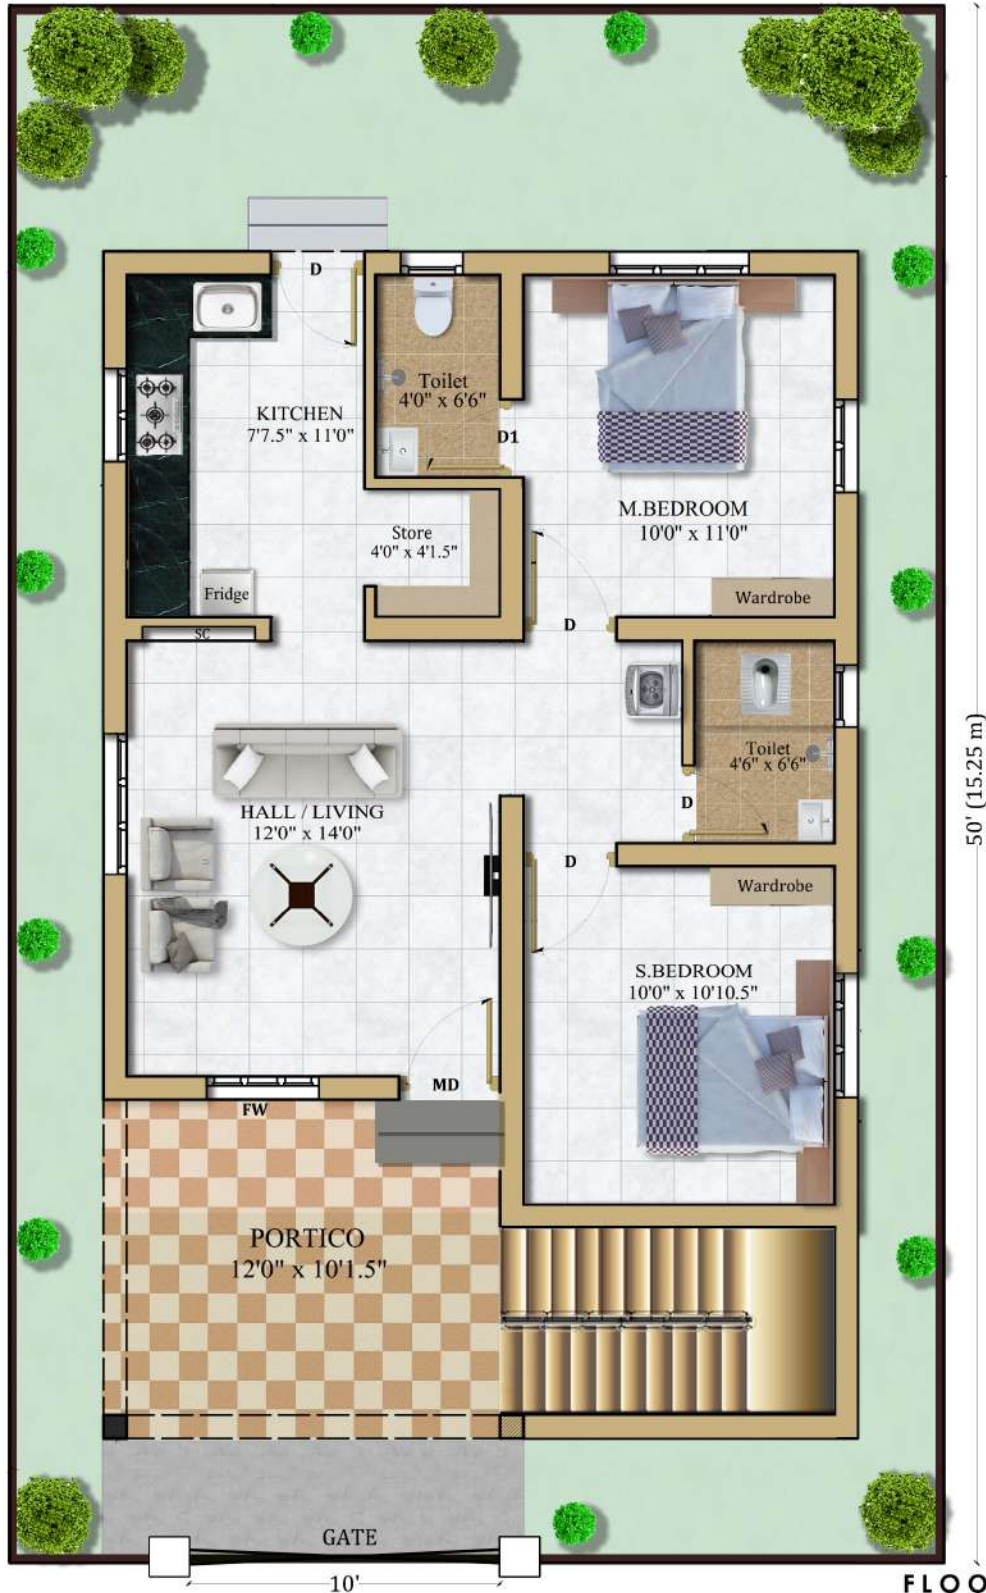 D
KITCHEN
7'7.5" x 11'0"
Toilet
4'0" x 6'6"
D1
M.BEDROOM
10'0" x 11'0"
Store
4'0" x 4'1.5"
Fridge
Wardrobe
SC
D
Toilet
4'6" x 6'6"
D
HALL / LIVING
12'0" x 14'0"
D
Wardrobe
S.BEDROOM
10'0" x 10'10.5"
MD
FW
PORTICO
12'0" x 10'1.5"
GATE
10'
50' (15.25 m)
FLOO